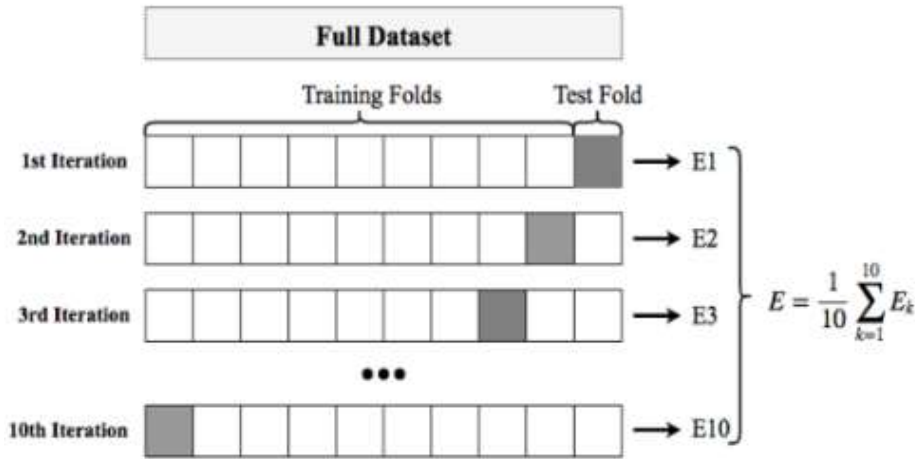 Full Dataset
Training Folds Test Fold
1st Iteration E1
2nd Iteration E2
3rd Iteration E3
E = 1/10 ∑ k=1 10 E_k
•••
10th Iteration E10